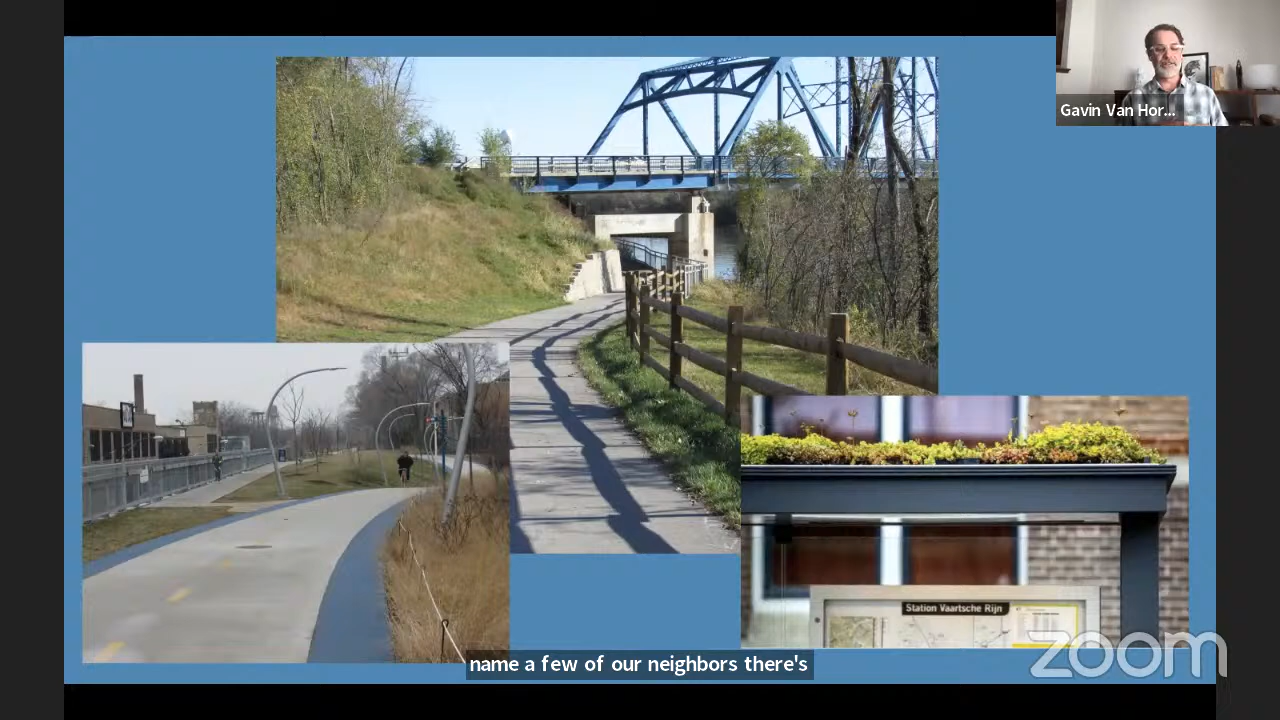 Gavin Van Hor...
Station Vaartsche Rijn
name a few of our neighbors there's
zoom